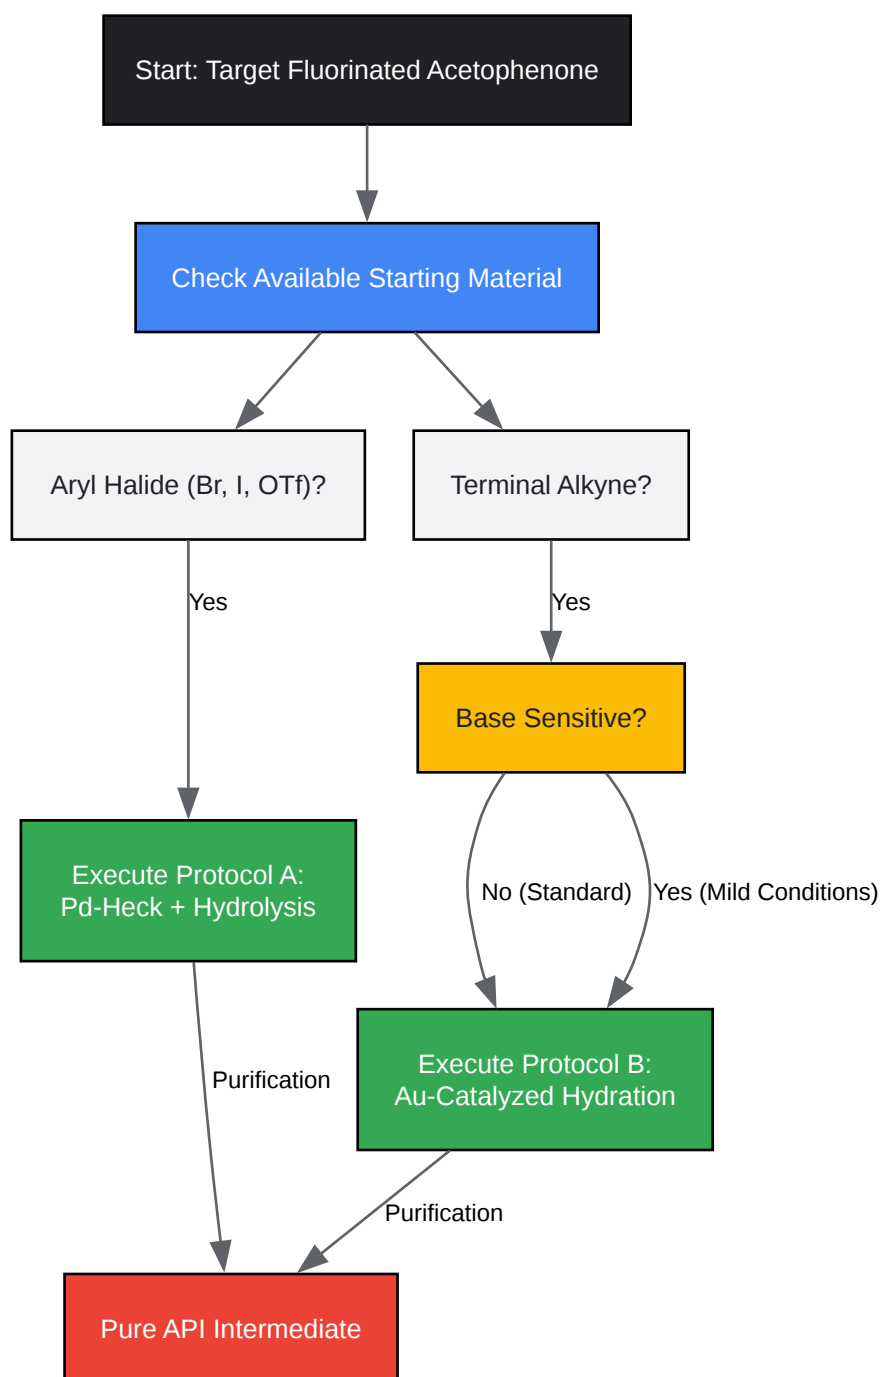 Start: Target Fluorinated Acetophenone
Check Available Starting Material
Aryl Halide (Br, I, OTf)?
Terminal Alkyne?
Yes
Yes
Base Sensitive?
Execute Protocol A:
Pd-Heck + Hydrolysis
No (Standard)
Yes (Mild Conditions)
Execute Protocol B:
Au-Catalyzed Hydration
Purification
Purification
Pure API Intermediate